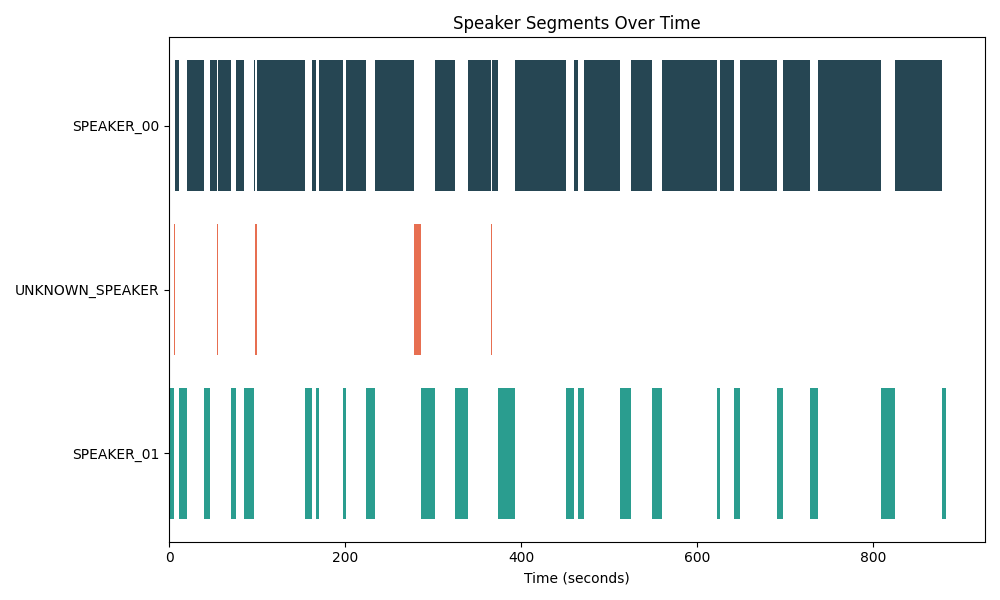 Speaker Segments Over Time
SPEAKER_00
UNKNOWN_SPEAKER
SPEAKER_01
0 200 400 600 800
Time (seconds)